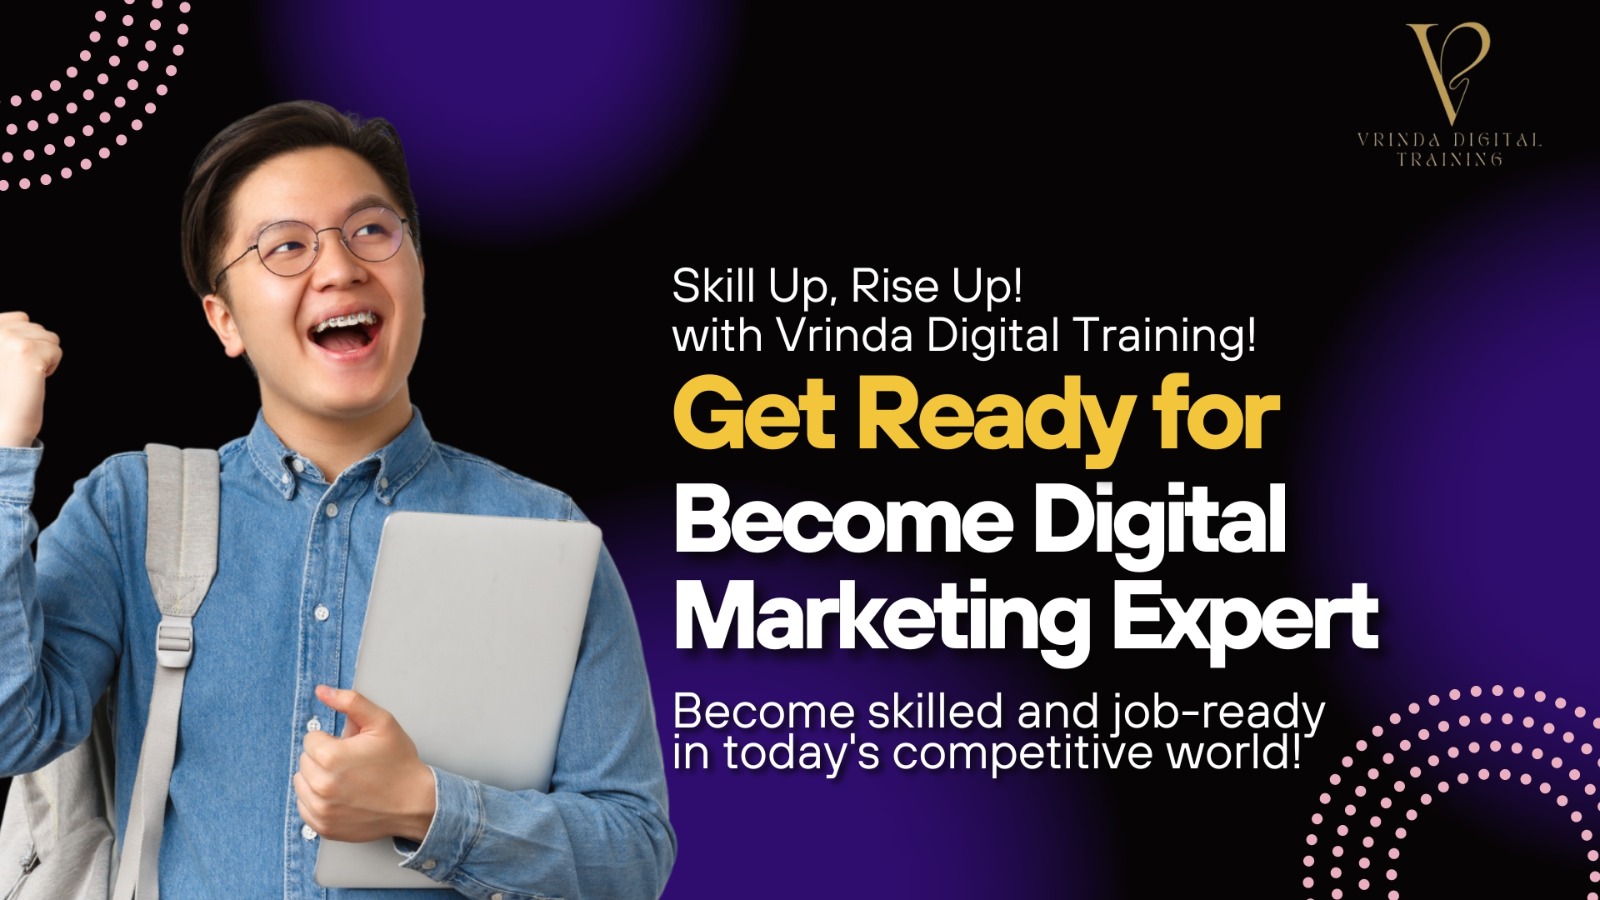 VRINDA DIGITAL
TRAINING
Skill Up, Rise Up!
with Vrinda Digital Training!
Get Ready for
Become Digital
Marketing Expert
Become skilled and job-ready
in today's competitive world!